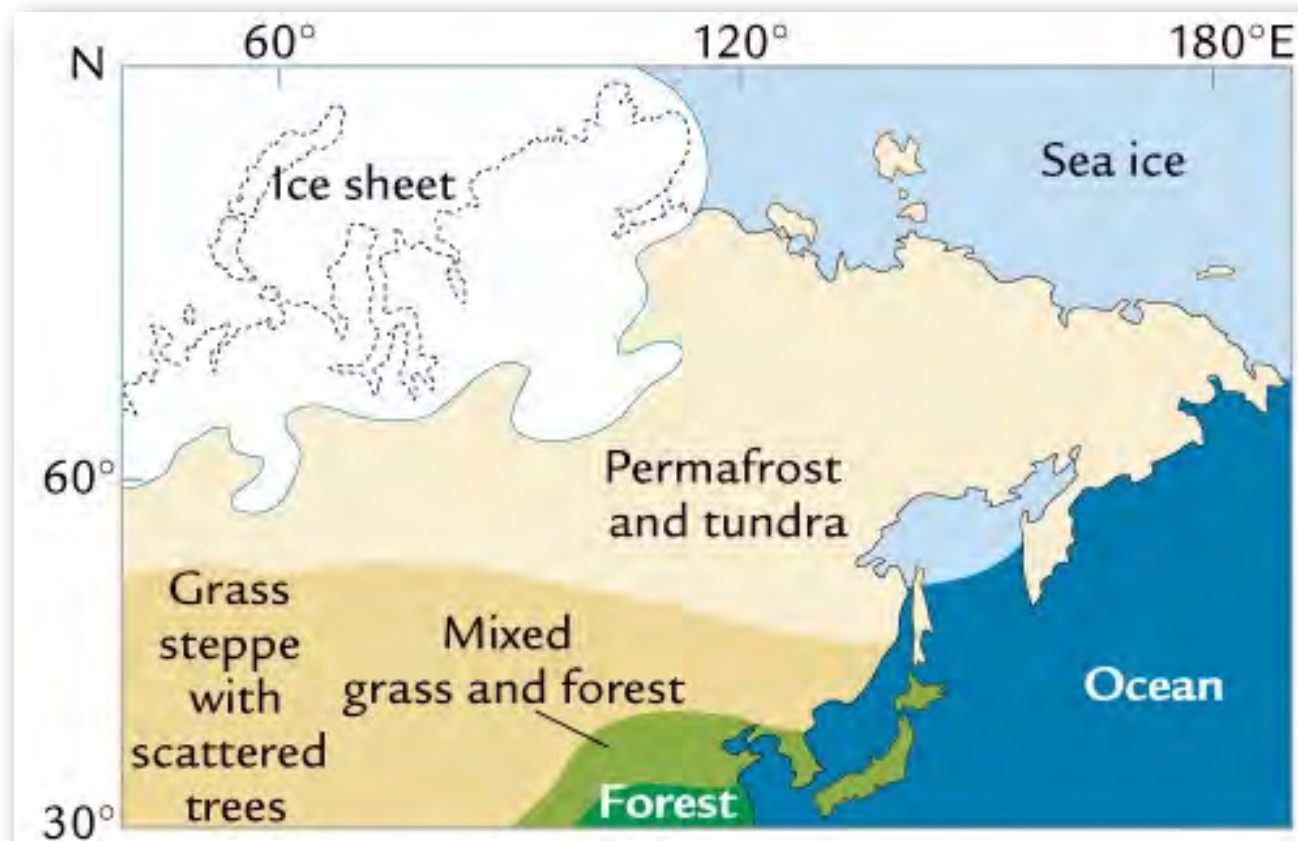 60° 120° 180°E
N
Ice sheet
Sea ice
60°
Permafrost
and tundra
Grass
steppe
with
scattered
trees
Mixed
grass and forest
Ocean
Forest
30°